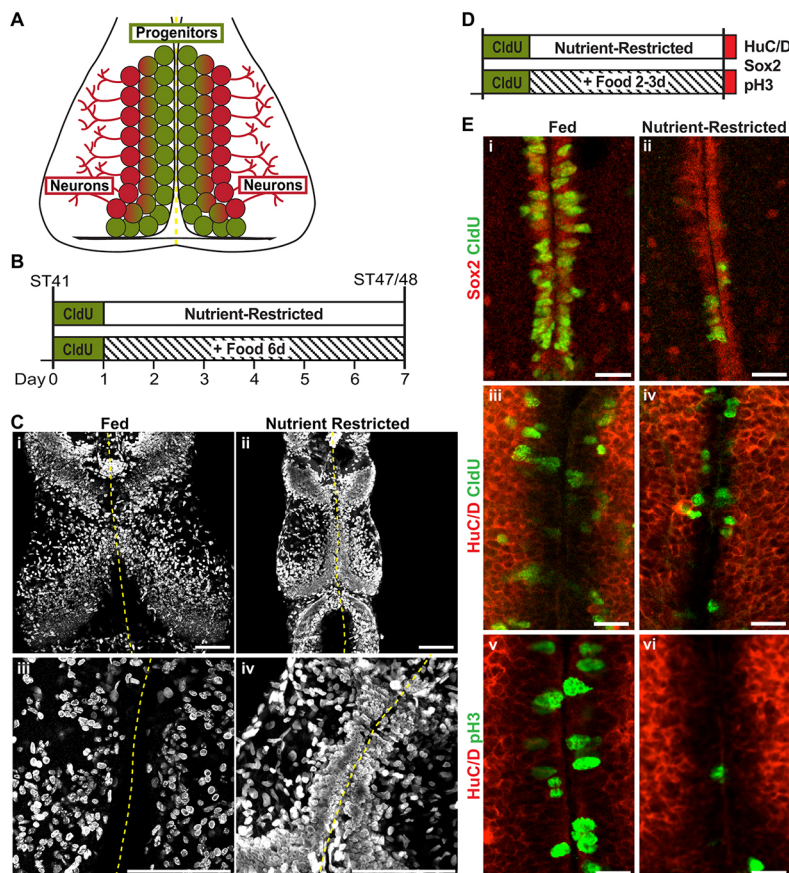 A
Progenitors
Neurons
Neurons
B
ST41
ST47/48
CldU
Nutrient-Restricted
CldU
+ Food 6d
Day 0 1 2 3 4 5 6 7
C
Fed
Nutrient Restricted
i
ii
iii
iv
D
CldU
Nutrient-Restricted
HuC/D
Sox2
CldU
+ Food 2-3d
pH3
E
Fed
Nutrient-Restricted
Sox2 CldU
i
ii
HuC/D CldU
iii
iv
HuC/D pH3
v
vi